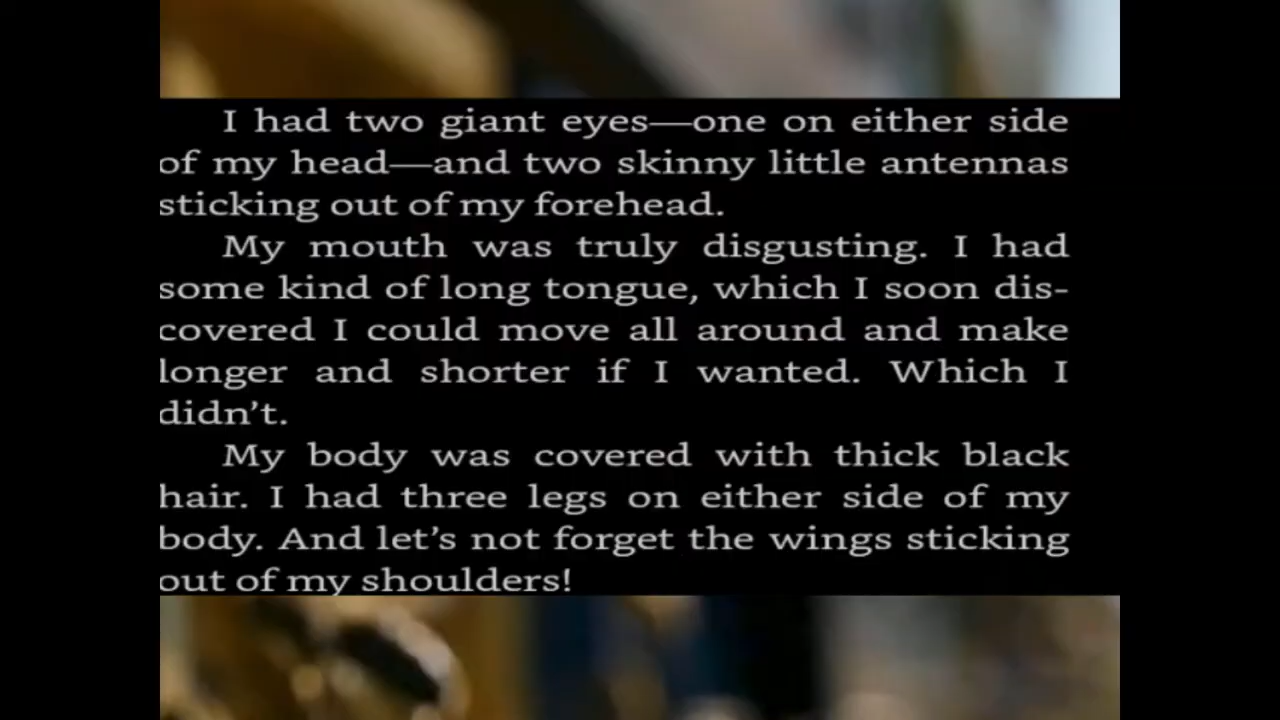 I had two giant eyes—one on either side
of my head—and two skinny little antennas
sticking out of my forehead.
My mouth was truly disgusting. I had
some kind of long tongue, which I soon dis-
covered I could move all around and make
longer and shorter if I wanted. Which I
didn’t.
My body was covered with thick black
hair. I had three legs on either side of my
body. And let’s not forget the wings sticking
out of my shoulders!